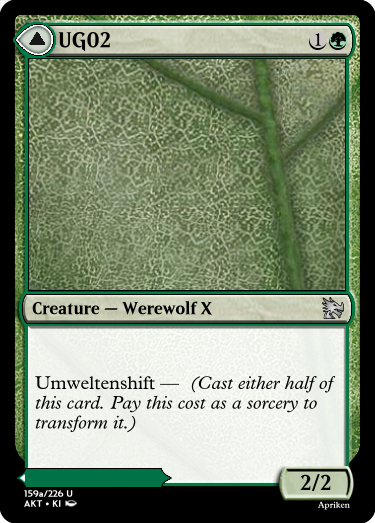 UG02 1
Creature — Werewolf X
Umweltenshift — (Cast either half of
this card. Pay this cost as a sorcery to
transform it.)
2/2
159a/226 U
AKT • KI
Apriken